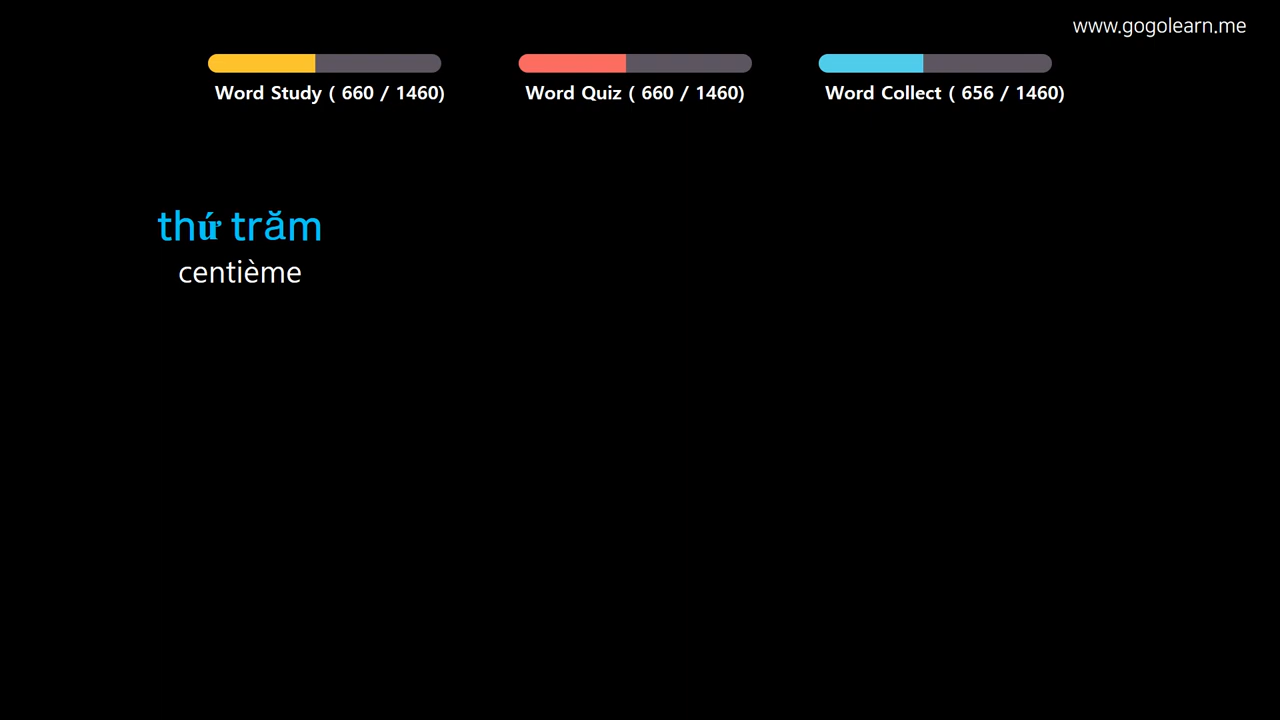 www.gogolearn.me
Word Study ( 660 / 1460)
Word Quiz ( 660 / 1460)
Word Collect ( 656 / 1460)
thứ trăm
centième